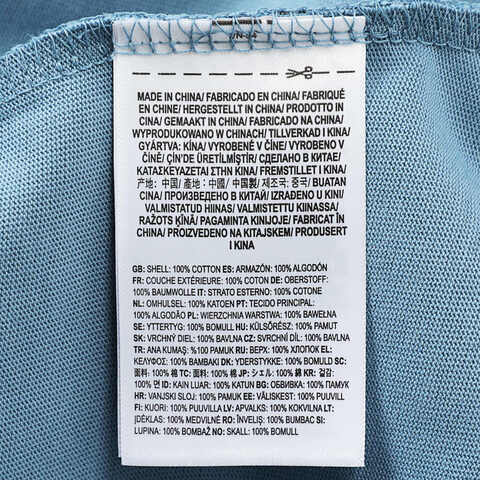 MADE IN CHINA/ FABRICADO EN CHINA/ FABRIQUÉ
EN CHINE/ HERGESTELLT IN CHINA/ PRODOTTO IN
CINA/ GEMAAKT IN CHINA/ FABRICADO NA CHINA/
WYPRODUKOWANO W CHINACH/ TILLVERKAD I KINA/
GYÁRTVA: KÍNA/ VYROBENÉ V ČÍNE/ VYROBENO V
ČÍNĚ/ ÇİN'DE ÜRETİLMİŞTİR/ СДЕЛАНО В КИТАЕ/
ΚΑΤΑΣΚΕΥΑΖΕΤΑΙ ΣΤΗΝ ΚΙΝΑ/ FREMSTILLET I KINA/
产地: 中国/ 產地: 中國/ 中国製/ 제조국: 중국/ BUATAN
CINA/ ПРОИЗВЕДЕНО В КИТАЙ/ IZRAĐENO U KINI/
VALMISTATUD HIINAS/ VALMISTETTU KIINASSA/
RAŽOTS ĶĪNĀ/ PAGAMINTA KINIJOJE/ FABRICAT ÎN
CHINA/ PROIZVEDENO NA KITAJSKEM/ PRODUSERT
I KINA
GB: SHELL: 100% COTTON ES: ARMAZÓN: 100% ALGODÓN
FR: COUCHE EXTÉRIEURE: 100% COTON DE: OBERSTOFF:
100% BAUMWOLLE IT: STRATO ESTERNO: 100% COTONE
NL: OMHULSEL: 100% KATOEN PT: TECIDO PRINCIPAL:
100% ALGODÃO PL: WIERZCHNIA WARSTWA: 100% BAWEŁNA
SE: YTTERTYG: 100% BOMULL HU: KÜLSŐRÉSZ: 100% PAMUT
SK: VRCHNÝ DIEL: 100% BAVLNA CZ: SVRCHNÍ DÍL: 100% BAVLNA
TR: ANA KUMAŞ: %100 PAMUK RU: ВЕРХ: 100% ХЛОПОК EL:
ΚΕΛΥΦΟΣ: 100% ΒΑΜΒΑΚΙ DK: YDERSTYKKE: 100% BOMULD SC:
面料: 100% 棉 TC: 面料: 100% 棉 JP: シェル: 100% 綿 KR: 겉감:
100% 면 ID: KAIN LUAR: 100% KATUN BG: ОБВИВКА: 100% ПАМУК
HR: VANJSKI SLOJ: 100% PAMUK EE: VÄLISKEST: 100% PUUVILL
FI: KUORI: 100% PUUVILLA LV: APVALKS: 100% KOKVILNA LT:
ĮDĖKLAS: 100% MEDVILNĖ RO: ÎNVELIȘ: 100% BUMBAC SI:
LUPINA: 100% BOMBAŽ NO: SKALL: 100% BOMULL